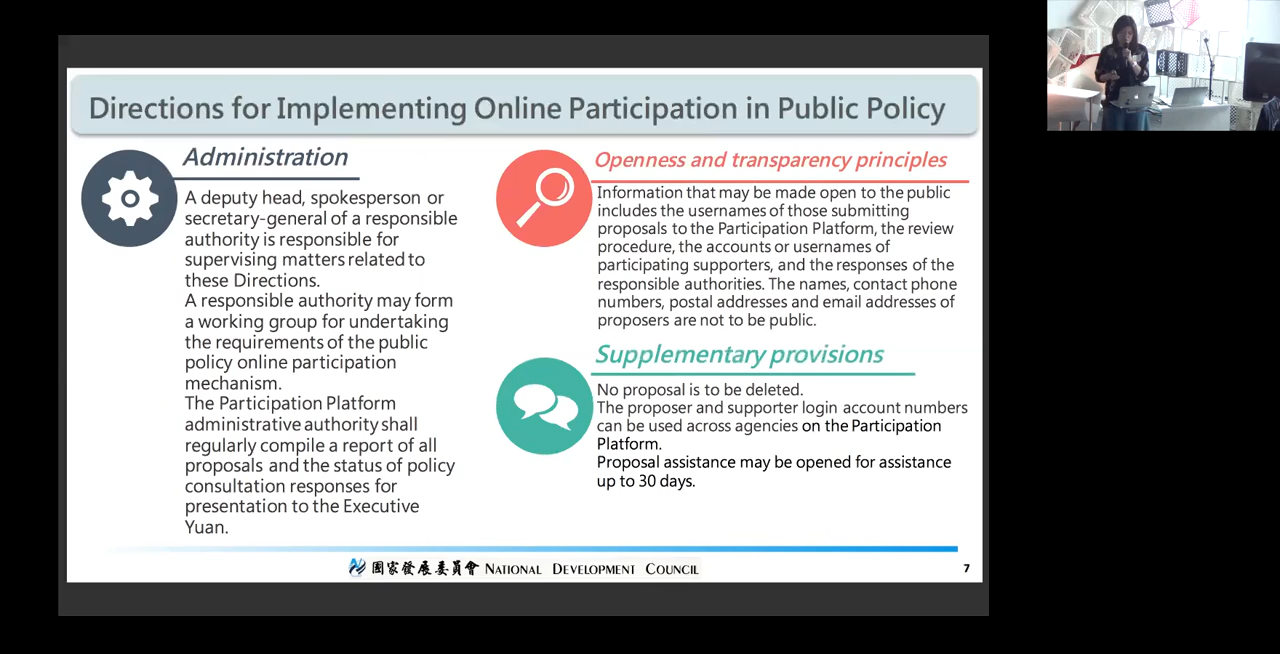 Directions for Implementing Online Participation in Public Policy
Administration
A deputy head, spokesperson or
secretary-general of a responsible
authority is responsible for
supervising matters related to
these Directions.
A responsible authority may form
a working group for undertaking
the requirements of the public
policy online participation
mechanism.
The Participation Platform
administrative authority shall
regularly compile a report of all
proposals and the status of policy
consultation responses for
presentation to the Executive
Yuan.
Openness and transparency principles
Information that may be made open to the public
includes the usernames of those submitting
proposals to the Participation Platform, the review
procedure, the accounts or usernames of
participating supporters, and the responses of the
responsible authorities. The names, contact phone
numbers, postal addresses and email addresses of
proposers are not to be public.
Supplementary provisions
No proposal is to be deleted.
The proposer and supporter login account numbers
can be used across agencies on the Participation
Platform.
Proposal assistance may be opened for assistance
up to 30 days.
國家發展委員會 NATIONAL DEVELOPMENT COUNCIL
7